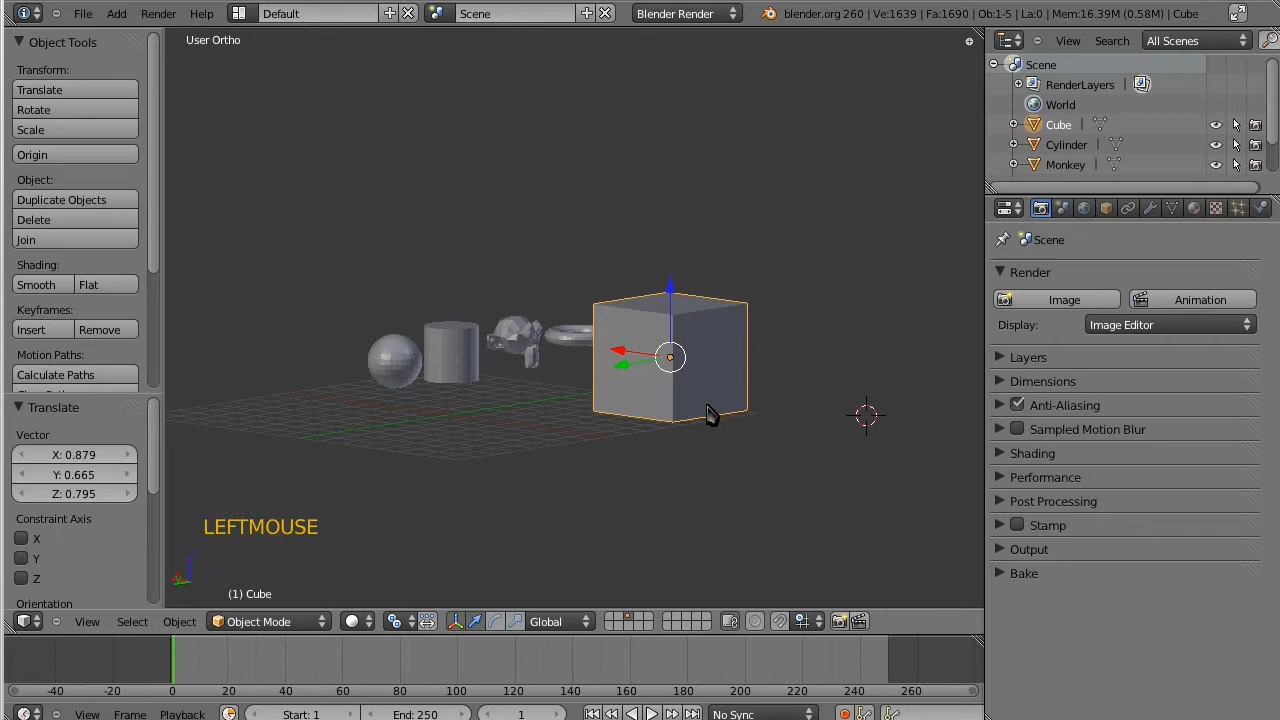 File Add Render Help Default Scene Blender Render blender.org 260 | Ve:1639 | Fa:1690 | Ob:1-5 | La:0 | Mem:16.39M (0.58M) | Cube
Object Tools
Transform:
Translate
Rotate
Scale
Origin
Object:
Duplicate Objects
Delete
Join
Shading:
Smooth Flat
Keyframes:
Insert Remove
Motion Paths:
Calculate Paths
Translate
Vector
X: 0.879
Y: 0.665
Z: 0.795
Constraint Axis
X
Y
Z
Orientation
User Ortho
LEFTMOUSE
(1) Cube
View Select Object Object Mode Global
-40 -20 0 20 40 60 80 100 120 140 160 180 200 220 240 260
View Frame Playback Start: 1 End: 250 1 No Sync
View Search All Scenes
Scene
RenderLayers |
World
Cube |
Cylinder |
Monkey |
Scene
Render
Image Animation
Display: Image Editor
Layers
Dimensions
Anti-Aliasing
Sampled Motion Blur
Shading
Performance
Post Processing
Stamp
Output
Bake